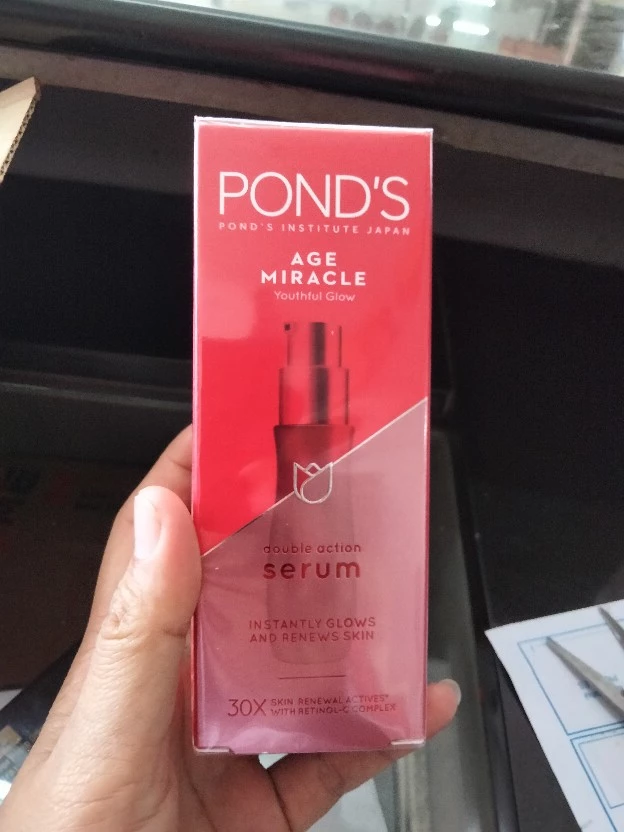 POND'S
POND'S INSTITUTE JAPAN
AGE
MIRACLE
Youthful Glow
double action
serum
INSTANTLY GLOWS
AND RENEWS SKIN
30X SKIN RENEWAL ACTIVES*
WITH RETINOL-C COMPLEX